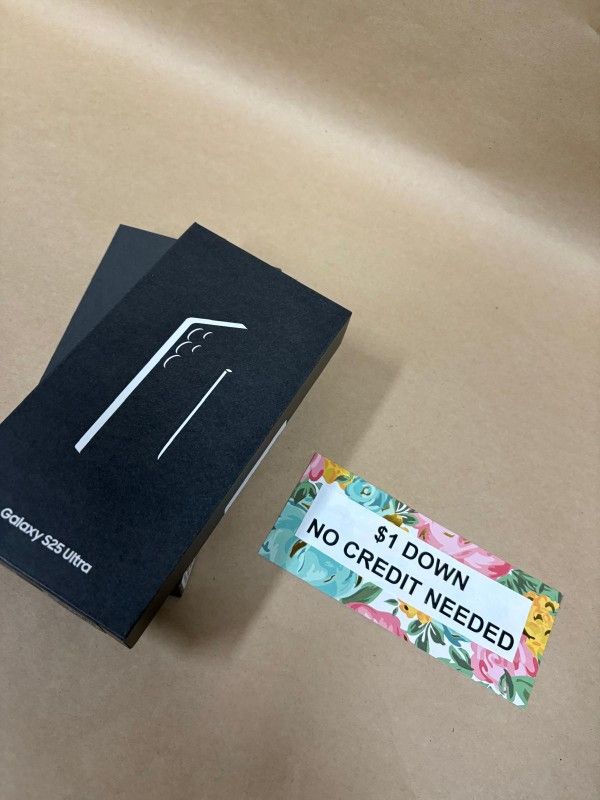 Galaxy S25 Ultra
$1 DOWN
NO CREDIT NEEDED